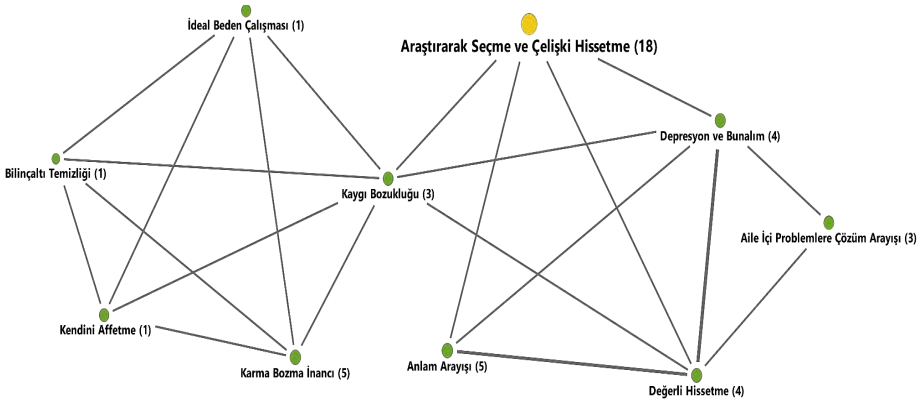 İdeal Beden Çalışması (1)
Araştırarak Seçme ve Çelişki Hissetme (18)
Depresyon ve Bunalım (4)
Bilinçaltı Temizliği (1)
Kaygı Bozukluğu (3)
Aile İçi Problemlere Çözüm Arayışı (3)
Kendini Affetme (1)
Karma Bozma İnancı (5)
Anlam Arayışı (5)
Değerli Hissetme (4)